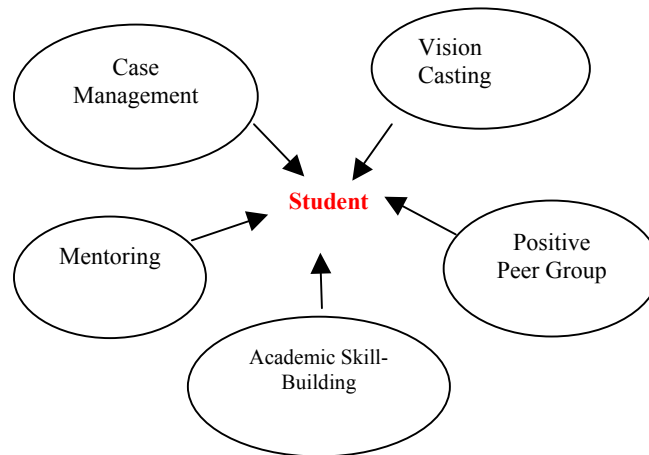 Case
Management
Vision
Casting
Student
Mentoring
Positive
Peer Group
Academic Skill-
Building